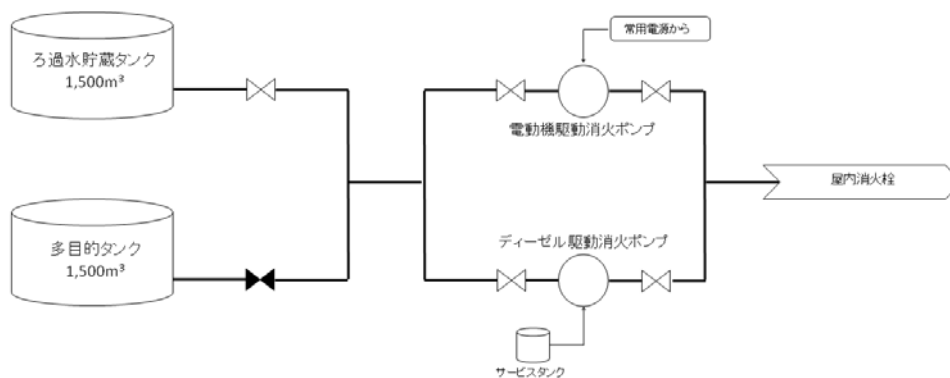 常用電源から
ろ過水貯蔵タンク
1,500m³
電動機駆動消火ポンプ
屋内消火栓
多目的タンク
1,500m³
ディーゼル駆動消火ポンプ
サービスタンク